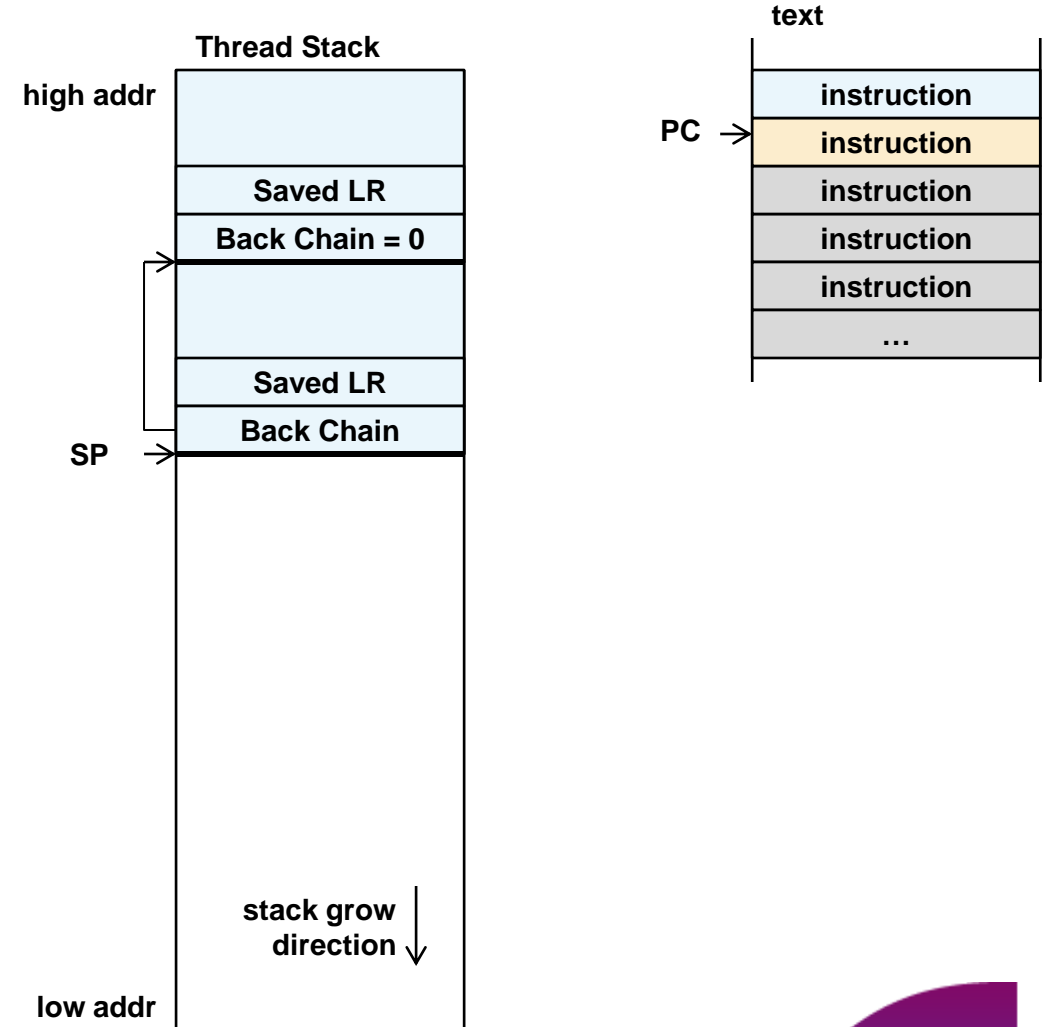 Thread Stack
high addr
Saved LR
Back Chain = 0
Saved LR
Back Chain
SP
stack grow
direction
low addr
text
PC
instruction
instruction
instruction
instruction
instruction
…